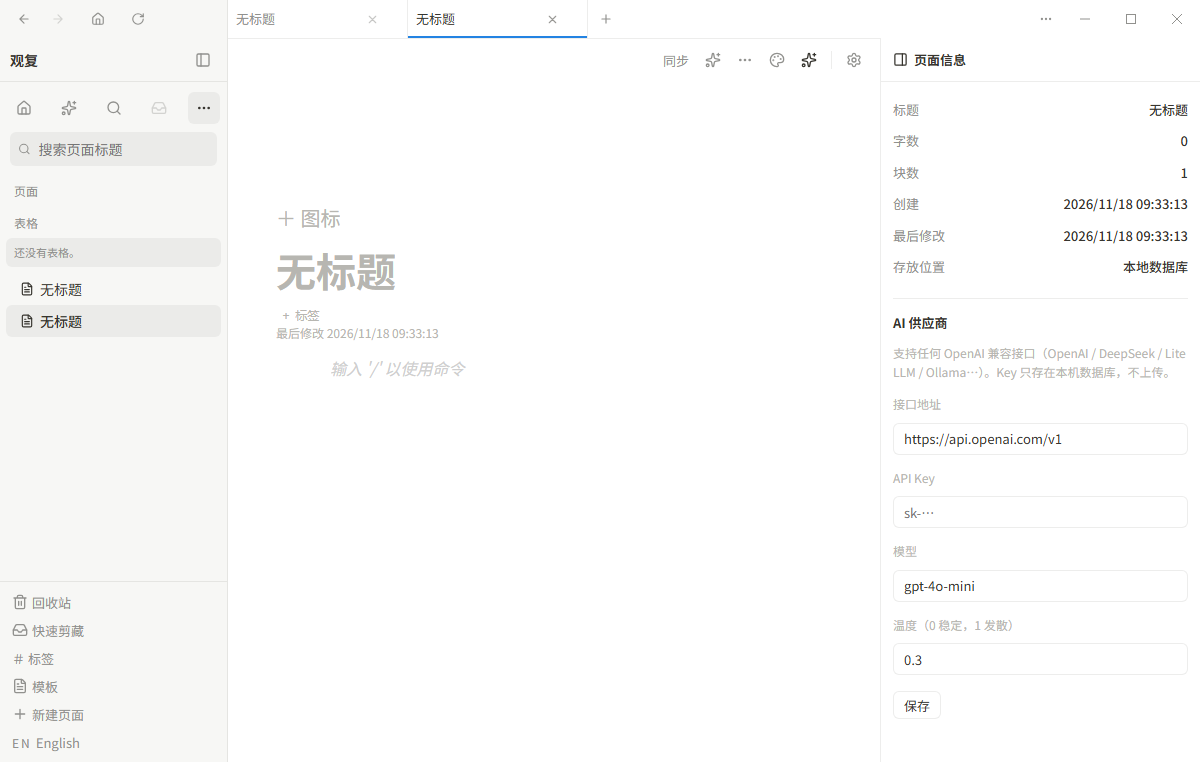 无标题
无标题
观复
搜索页面标题
页面
表格
还没有表格。
无标题
无标题
回收站
快速剪藏
# 标签
模板
新建页面
EN English
同步
图标
无标题
+ 标签
最后修改 2026/11/18 09:33:13
输入 '/' 以使用命令
页面信息
标题 无标题
字数 0
块数 1
创建 2026/11/18 09:33:13
最后修改 2026/11/18 09:33:13
存放位置 本地数据库
AI 供应商
支持任何 OpenAI 兼容接口（OpenAI / DeepSeek / Lite
LLM / Ollama…）。Key 只存在本机数据库，不上传。
接口地址
https://api.openai.com/v1
API Key
sk-…
模型
gpt-4o-mini
温度（0 稳定，1 发散）
0.3
保存